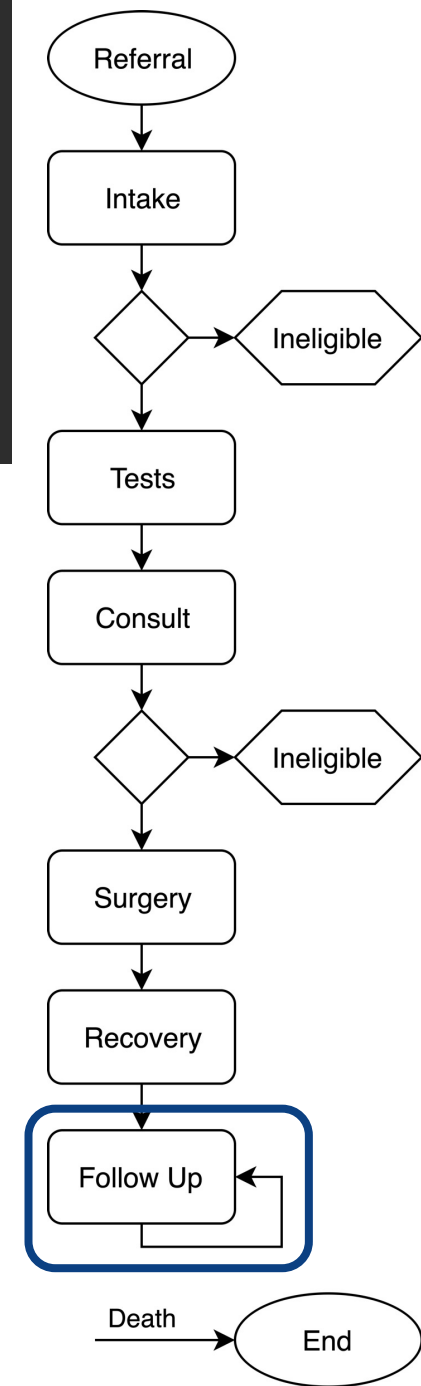 Referral
Intake
Ineligible
Tests
Consult
Ineligible
Surgery
Recovery
Follow Up
Death
End